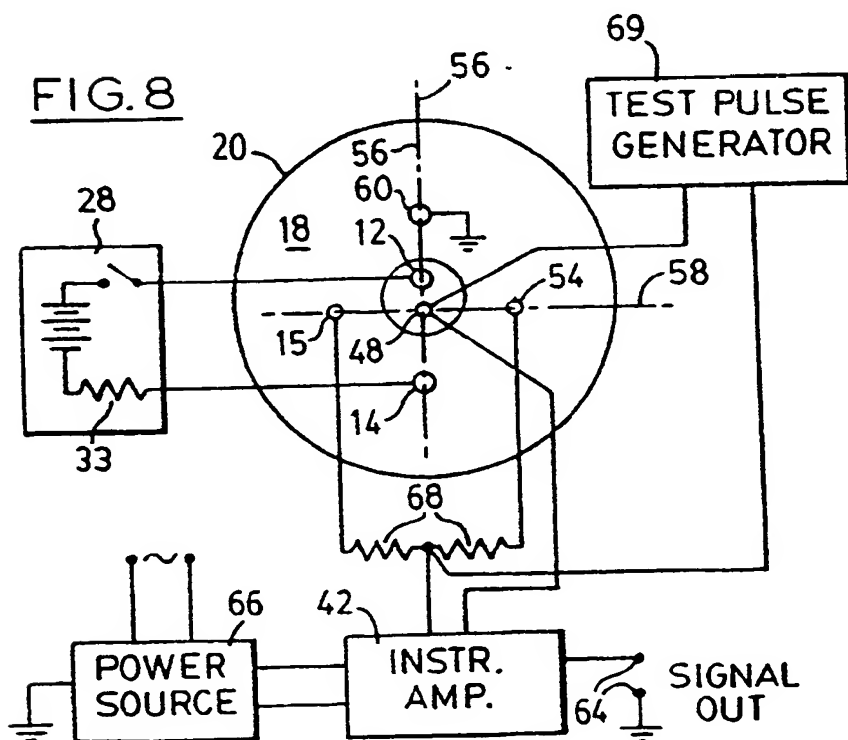 FIG. 8
56
56
69
TEST PULSE
GENERATOR
20
60
28
18
12
54
58
15
48
14
33
68
66
42
POWER
SOURCE
INSTR.
AMP.
64
SIGNAL
OUT
~